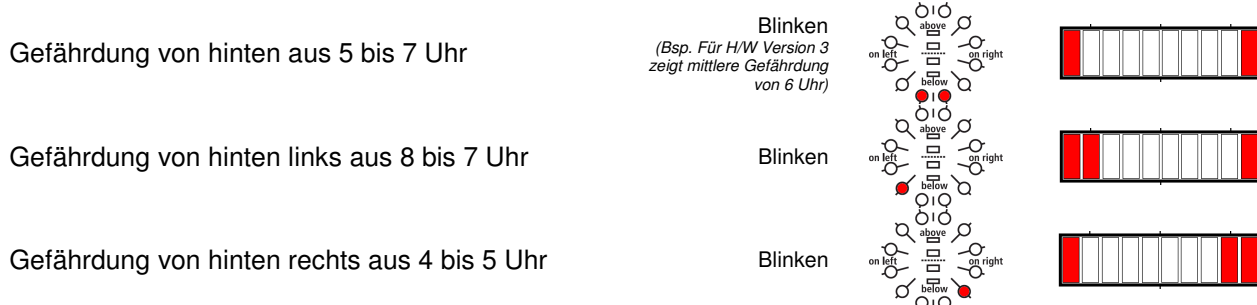 Gefährdung von hinten aus 5 bis 7 Uhr
Blinken
(Bsp. Für H/W Version 3
zeigt mittlere Gefährdung
von 6 Uhr)
above
on left
on right
below
Gefährdung von hinten links aus 8 bis 7 Uhr
Blinken
above
on left
on right
below
Gefährdung von hinten rechts aus 4 bis 5 Uhr
Blinken
above
on left
on right
below